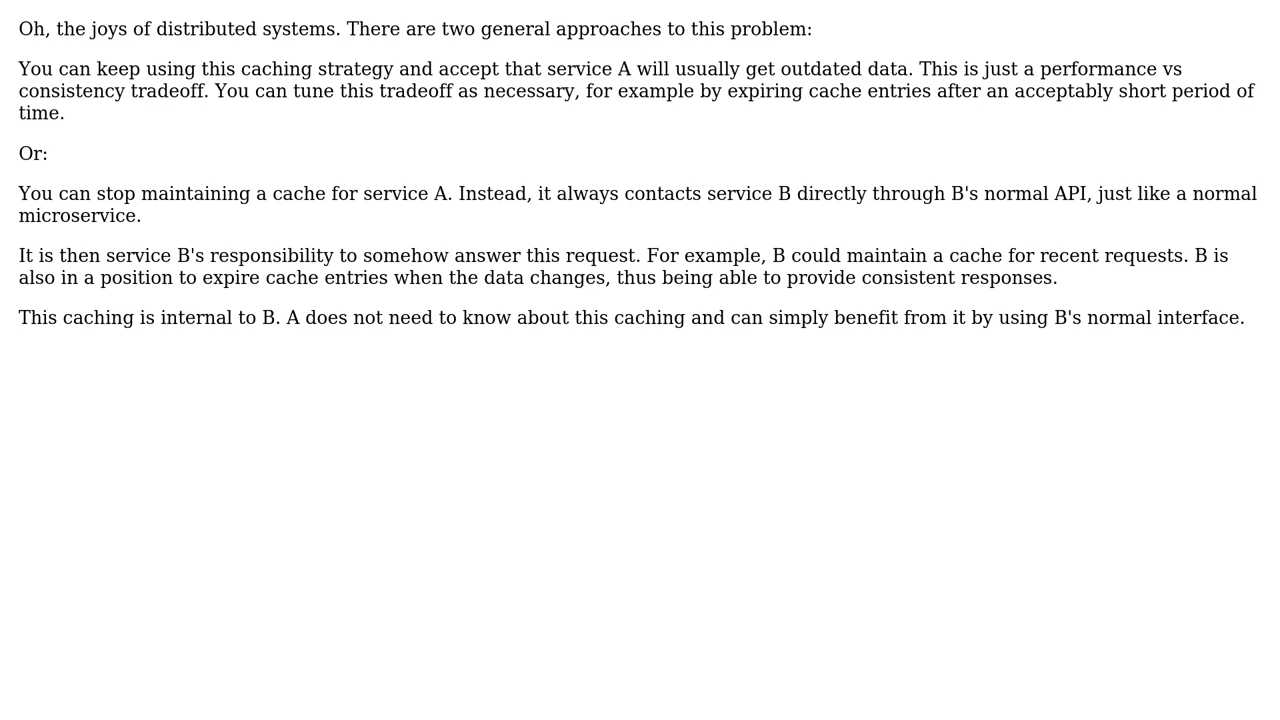 Oh, the joys of distributed systems. There are two general approaches to this problem:
You can keep using this caching strategy and accept that service A will usually get outdated data. This is just a performance vs
consistency tradeoff. You can tune this tradeoff as necessary, for example by expiring cache entries after an acceptably short period of
time.
Or:
You can stop maintaining a cache for service A. Instead, it always contacts service B directly through B's normal API, just like a normal
microservice.
It is then service B's responsibility to somehow answer this request. For example, B could maintain a cache for recent requests. B is
also in a position to expire cache entries when the data changes, thus being able to provide consistent responses.
This caching is internal to B. A does not need to know about this caching and can simply benefit from it by using B's normal interface.